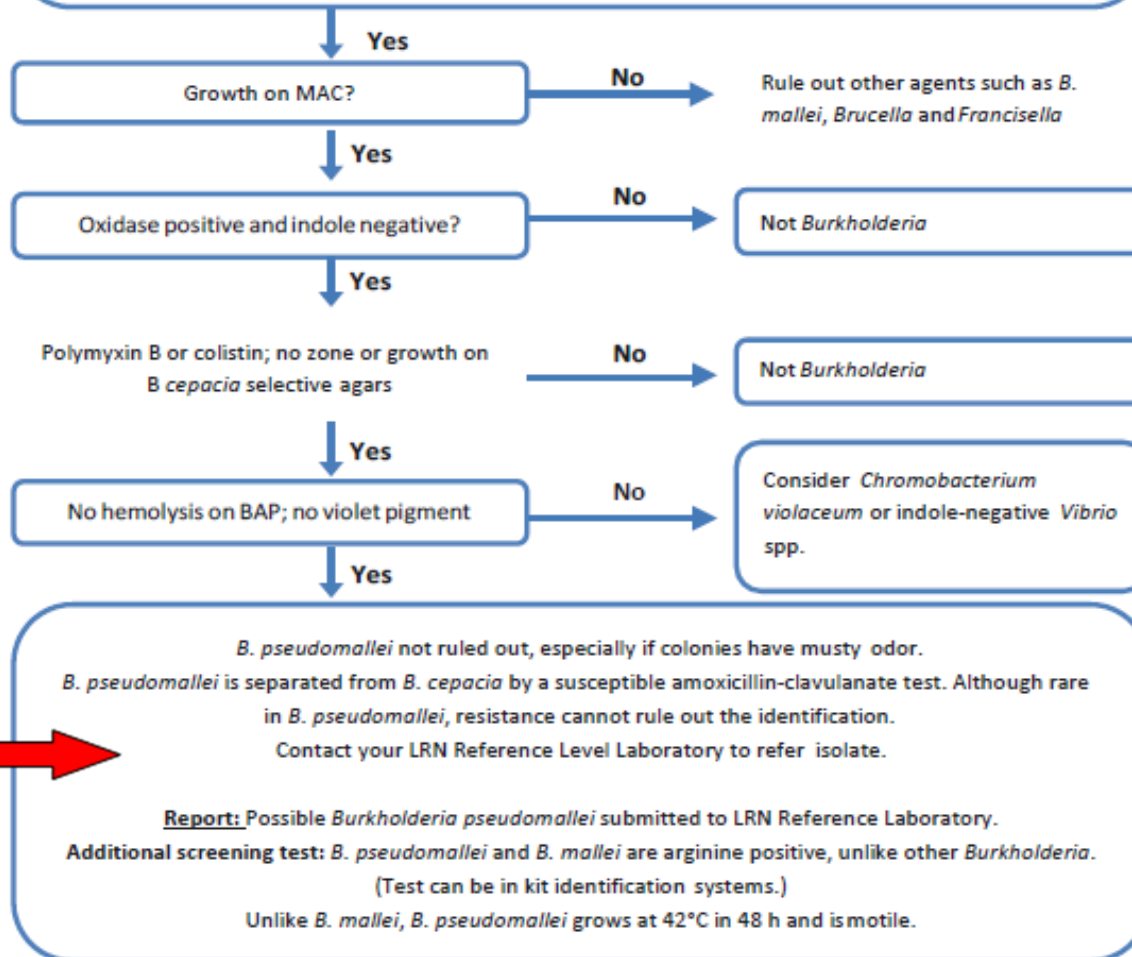 Yes
Growth on MAC?
No
Rule out other agents such as B.
mallei, Brucella and Francisella
Yes
Oxidase positive and indole negative?
No
Not Burkholderia
Yes
Polymyxin B or colistin; no zone or growth on
B cepacia selective agars
No
Not Burkholderia
Yes
No hemolysis on BAP; no violet pigment
No
Consider Chromobacterium
violaceum or indole-negative Vibrio
spp.
Yes
B. pseudomallei not ruled out, especially if colonies have musty odor.
B. pseudomallei is separated from B. cepacia by a susceptible amoxicillin-clavulanate test. Although rare
in B. pseudomallei, resistance cannot rule out the identification.
Contact your LRN Reference Level Laboratory to refer isolate.
Report: Possible Burkholderia pseudomallei submitted to LRN Reference Laboratory.
Additional screening test: B. pseudomallei and B. mallei are arginine positive, unlike other Burkholderia.
(Test can be in kit identification systems.)
Unlike B. mallei, B. pseudomallei grows at 42°C in 48 h and is motile.